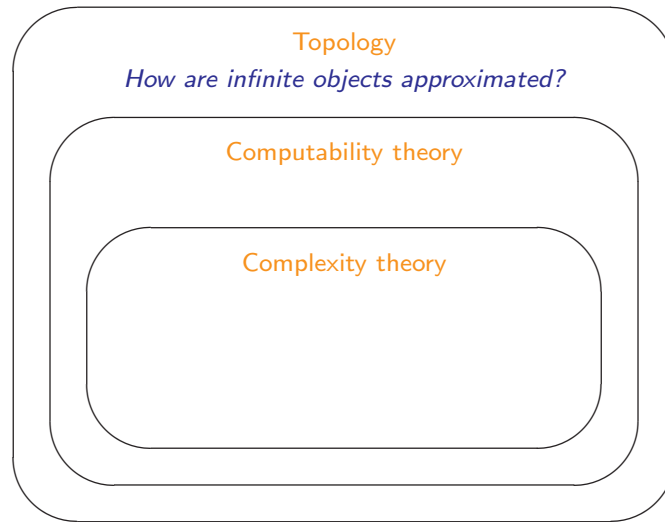 Topology
How are infinite objects approximated?
Computability theory
Complexity theory